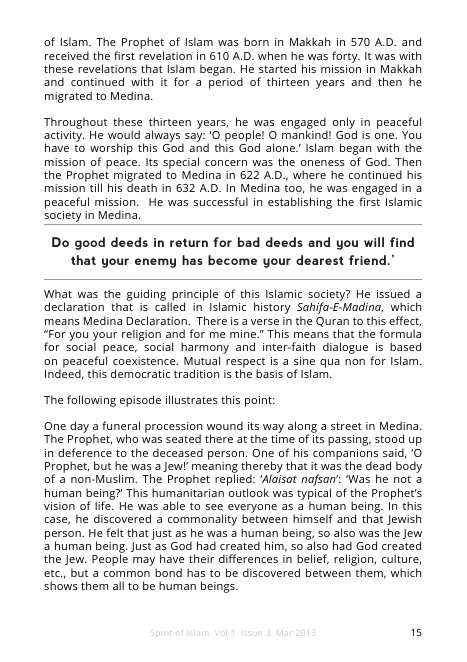 of Islam. The Prophet of Islam was born in Makkah in 570 A.D. and
received the first revelation in 610 A.D. when he was forty. It was with
these revelations that Islam began. He started his mission in Makkah
and continued with it for a period of thirteen years and then he
migrated to Medina.
Throughout these thirteen years, he was engaged only in peaceful
activity. He would always say: ‘O people! O mankind! God is one. You
have to worship this God and this God alone.’ Islam began with the
mission of peace. Its special concern was the oneness of God. Then
the Prophet migrated to Medina in 622 A.D., where he continued his
mission till his death in 632 A.D. In Medina too, he was engaged in a
peaceful mission. He was successful in establishing the first Islamic
society in Medina.
Do good deeds in return for bad deeds and you will find
that your enemy has become your dearest friend.’
What was the guiding principle of this Islamic society? He issued a
declaration that is called in Islamic history Sahifa-E-Madina, which
means Medina Declaration. There is a verse in the Quran to this effect,
“For you your religion and for me mine.” This means that the formula
for social peace, social harmony and inter-faith dialogue is based
on peaceful coexistence. Mutual respect is a sine qua non for Islam.
Indeed, this democratic tradition is the basis of Islam.
The following episode illustrates this point:
One day a funeral procession wound its way along a street in Medina.
The Prophet, who was seated there at the time of its passing, stood up
in deference to the deceased person. One of his companions said, ‘O
Prophet, but he was a Jew!’ meaning thereby that it was the dead body
of a non-Muslim. The Prophet replied: ‘Alaisat nafsan’: ‘Was he not a
human being?’ This humanitarian outlook was typical of the Prophet’s
vision of life. He was able to see everyone as a human being. In this
case, he discovered a commonality between himself and that Jewish
person. He felt that just as he was a human being, so also was the Jew
a human being. Just as God had created him, so also had God created
the Jew. People may have their differences in belief, religion, culture,
etc., but a common bond has to be discovered between them, which
shows them all to be human beings.
Spirit of Islam Vol 1 Issue 3 Mar 2013
15